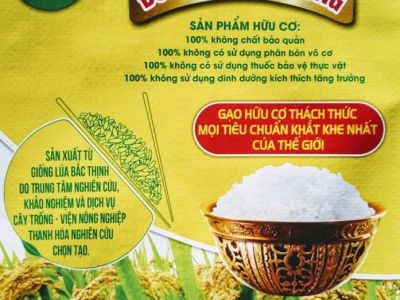 SẢN PHẨM HỮU CƠ:
100% không chất bảo quản
100% không có sử dụng phân bón vô cơ
100% không có sử dụng thuốc bảo vệ thực vật
100% không sử dụng dinh dưỡng kích thích tăng trưởng
GẠO HỮU CƠ THÁCH THỨC
MỌI TIÊU CHUẨN KHẮT KHE NHẤT
CỦA THẾ GIỚI
SẢN XUẤT TỪ
GIỐNG LÚA BẮC THỊNH
DO TRUNG TÂM NGHIÊN CỨU,
KHẢO NGHIỆM VÀ DỊCH VỤ
CÂY TRỒNG - VIỆN NÔNG NGHIỆP
THANH HÓA NGHIÊN CỨU
CHỌN TẠO.